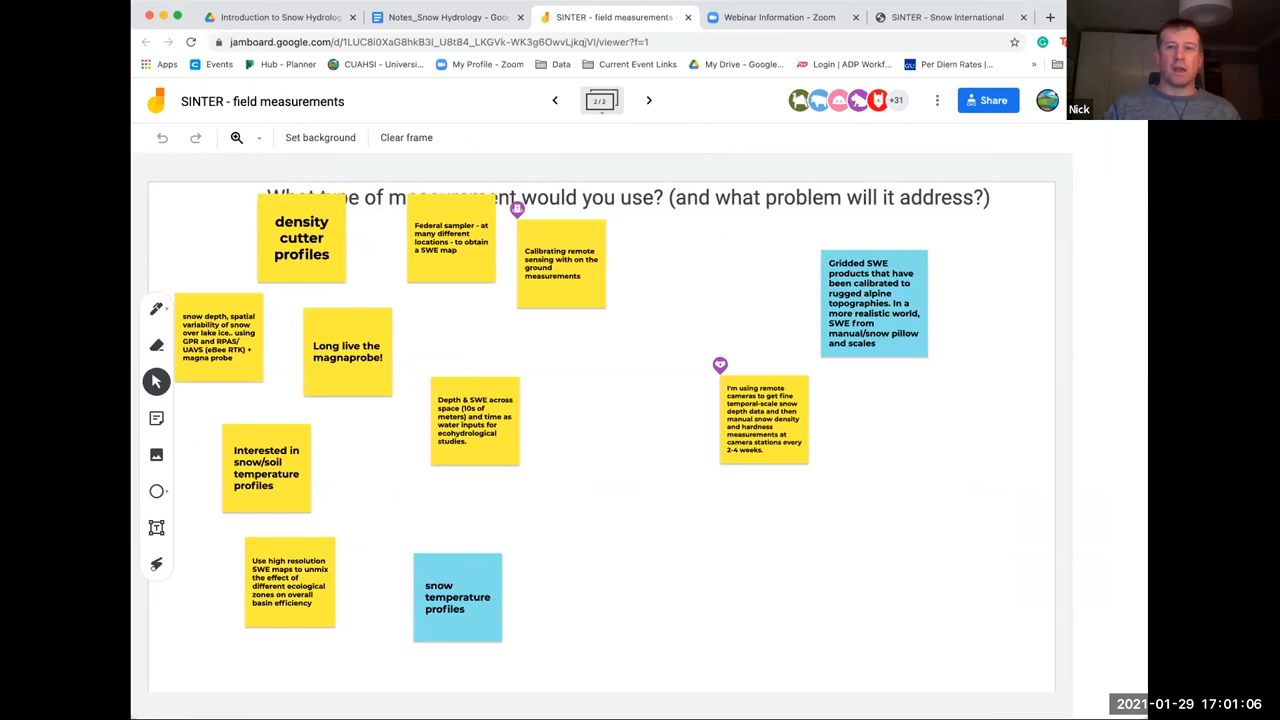 Introduction to Snow Hydrolog
Notes_Snow Hydrology - Goo
SINTER - field measurements
Webinar Information - Zoom
SINTER - Snow International
jamboard.google.com/d/1LUC8i0XaG8hkB3I_U8t84_LKGVk-WK3g6OwvLjkqjVI/viewer?f=1
Apps
Events
Hub - Planner
CUAHSI - Universi...
My Profile - Zoom
Data
Current Event Links
My Drive - Google...
Login | ADP Workf...
Per Diem Rates |...
»
Nick
SINTER - field measurements
2 / 2
+31
Share
Set background
Clear frame
What type of measurement would you use? (and what problem will it address?)
density
cutter
profiles
Federal sampler - at
many different
locations - to obtain
a SWE map
Calibrating remote
sensing with on the
ground
measurements
Gridded SWE
products that have
been calibrated to
rugged alpine
topographies. In a
more realistic world,
SWE from
manual/snow pillow
and scales
snow depth, spatial
variability of snow
over lake ice.. using
GPR and RPAS/
UAVS (eBee RTK) +
magna probe
Long live the
magnaprobe!
Depth & SWE across
space (10s of
meters) and time as
water inputs for
ecohydrological
studies.
I'm using remote
cameras to get fine
temporal-scale snow
depth data and then
manual snow density
and hardness
measurements at
camera stations every
2-4 weeks.
Interested in
snow/soil
temperature
profiles
Use high resolution
SWE maps to unmix
the effect of
different ecological
zones on overall
basin efficiency
snow
temperature
profiles
2021-01-29 17:01:06